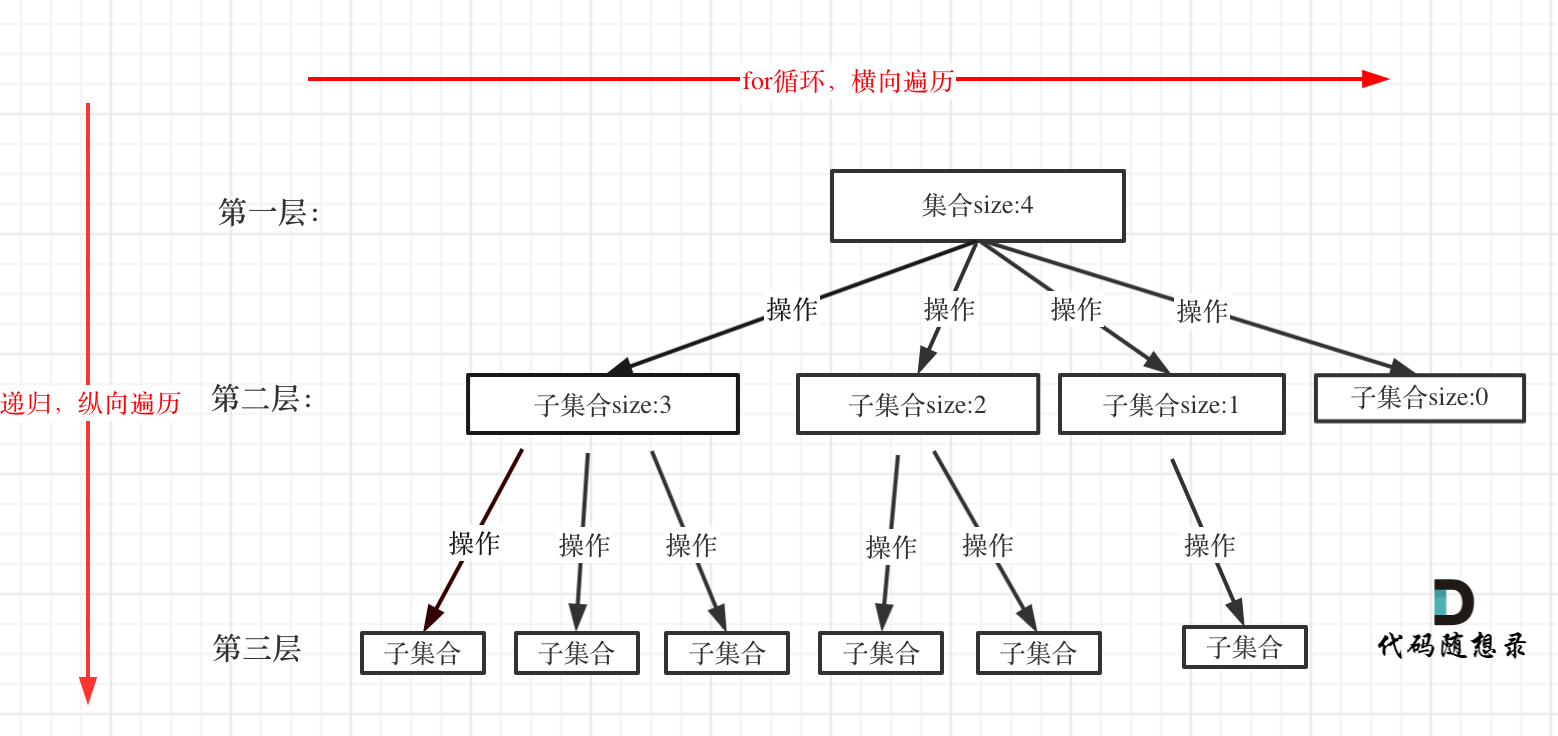 for循环，横向遍历
第一层：
集合size:4
操作
操作
操作
操作
递归，纵向遍历
第二层：
子集合size:3
子集合size:2
子集合size:1
子集合size:0
操作
操作
操作
操作
操作
操作
第三层
子集合
子集合
子集合
子集合
子集合
子集合
代码随想录